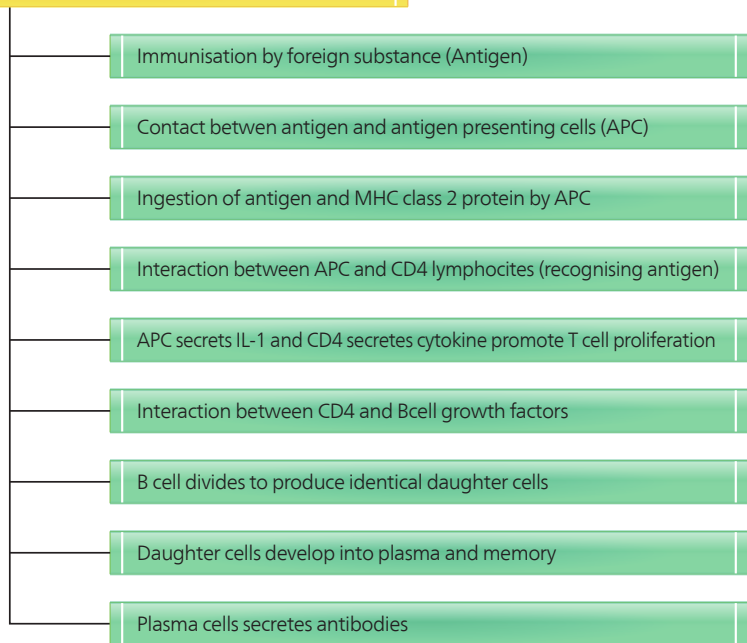 Immunisation by foreign substance (Antigen)
Contact betwen antigen and antigen presenting cells (APC)
Ingestion of antigen and MHC class 2 protein by APC
Interaction between APC and CD4 lymphocites (recognising antigen)
APC secrets IL-1 and CD4 secretes cytokine promote T cell proliferation
Interaction between CD4 and Bcell growth factors
B cell divides to produce identical daughter cells
Daughter cells develop into plasma and memory
Plasma cells secretes antibodies